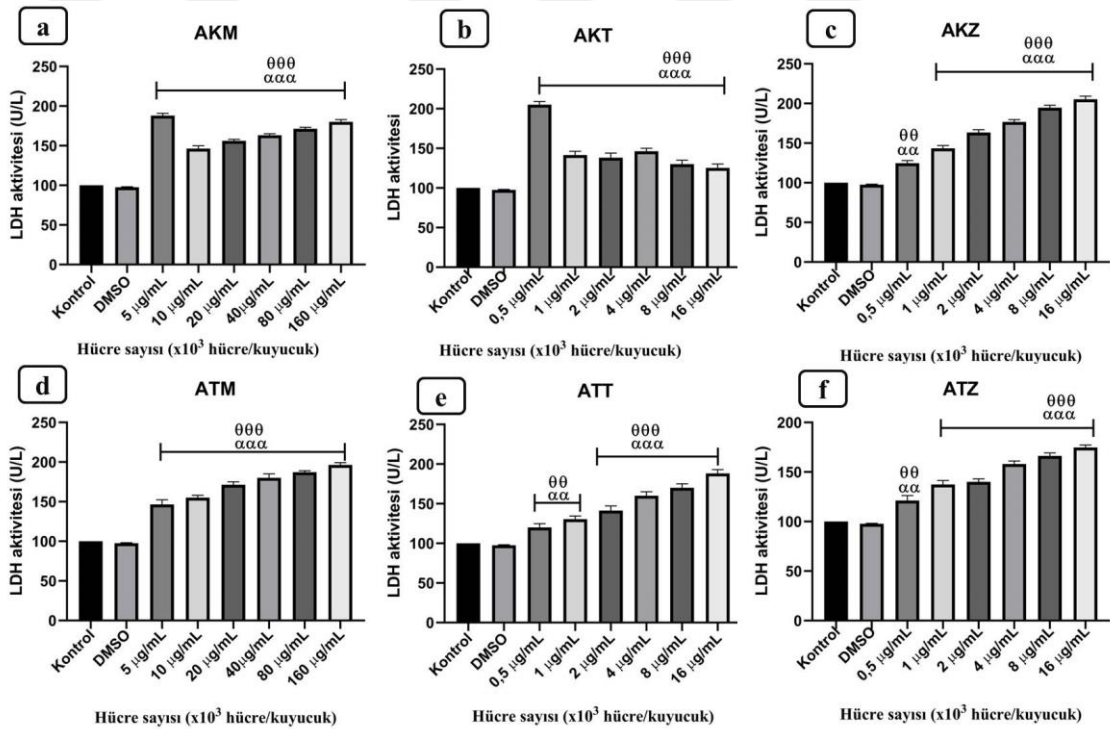 a
AKM
LDH aktivitesi (U/L)
250
200
150
100
50
0
θθθ
ααα
Kontrol
DMSO
5 µg/mL
10 µg/mL
20 µg/mL
40µg/mL
80 µg/mL
160 µg/mL
Hücre sayısı (x10³ hücre/kuyucuk)
b
AKT
LDH aktivitesi
250
200
150
100
50
0
θθθ
ααα
Kontrol
DMSO
0,5 µg/mL
1 µg/mL
2 µg/mL
4 µg/mL
8 µg/mL
16 µg/mL
Hücre sayısı (x10³ hücre/kuyucuk)
c
AKZ
LDH aktivitesi (U/L)
250
200
150
100
50
0
θθ
αα
θθθ
ααα
Kontrol
DMSO
0,5 µg/mL
1 µg/mL
2 µg/mL
4 µg/mL
8 µg/mL
16 µg/mL
Hücre sayısı (x10³ hücre/kuyucuk)
d
ATM
LDH aktivitesi (U/L)
250
200
150
100
50
0
θθθ
ααα
Kontrol
DMSO
5 µg/mL
10 µg/mL
20 µg/mL
40µg/mL
80 µg/mL
160 µg/mL
Hücre sayısı (x10³ hücre/kuyucuk)
e
ATT
LDH aktivitesi (U/L)
250
200
150
100
50
0
θθ
αα
θθθ
ααα
Kontrol
DMSO
0,5 µg/mL
1 µg/mL
2 µg/mL
4 µg/mL
8 µg/mL
16 µg/mL
Hücre sayısı (x10³ hücre/kuyucuk)
f
ATZ
LDH aktivitesi (U/L)
200
150
100
50
0
θθ
αα
θθθ
ααα
Kontrol
DMSO
0,5 µg/mL
1 µg/mL
2 µg/mL
4 µg/mL
8 µg/mL
16 µg/mL
Hücre sayısı (x10³ hücre/kuyucuk)